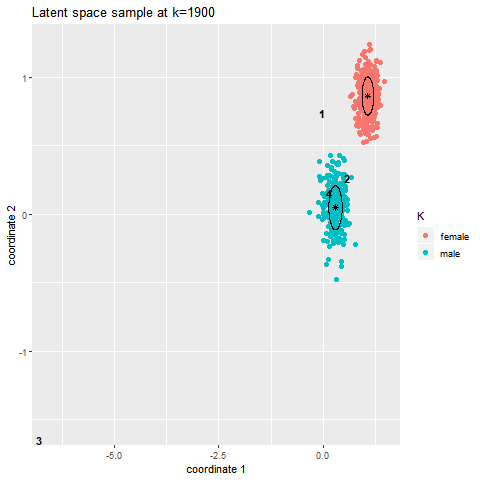 Latent space sample at k=1900
coordinate 2
1
0
-1
1
2
4
3
-5.0
-2.5
0.0
coordinate 1
K
female
male